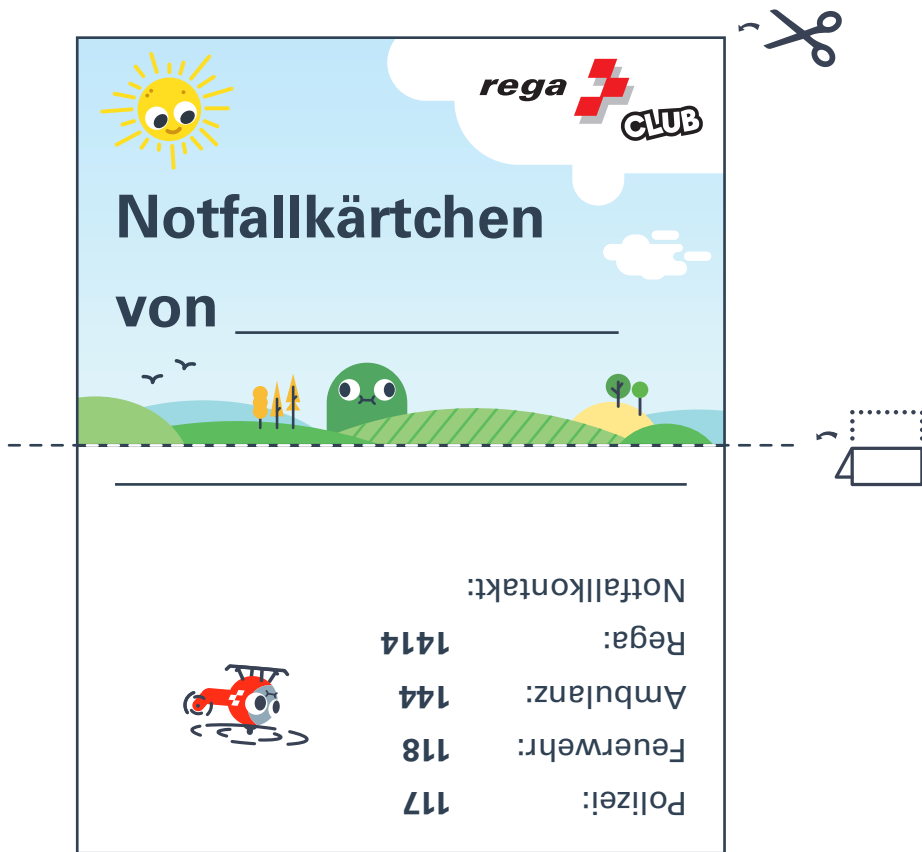 rega
CLUB
Notfallkärtchen
von
Polizei: 117
Feuerwehr: 118
Ambulanz: 144
Rega: 1414
Notfallkontakt: